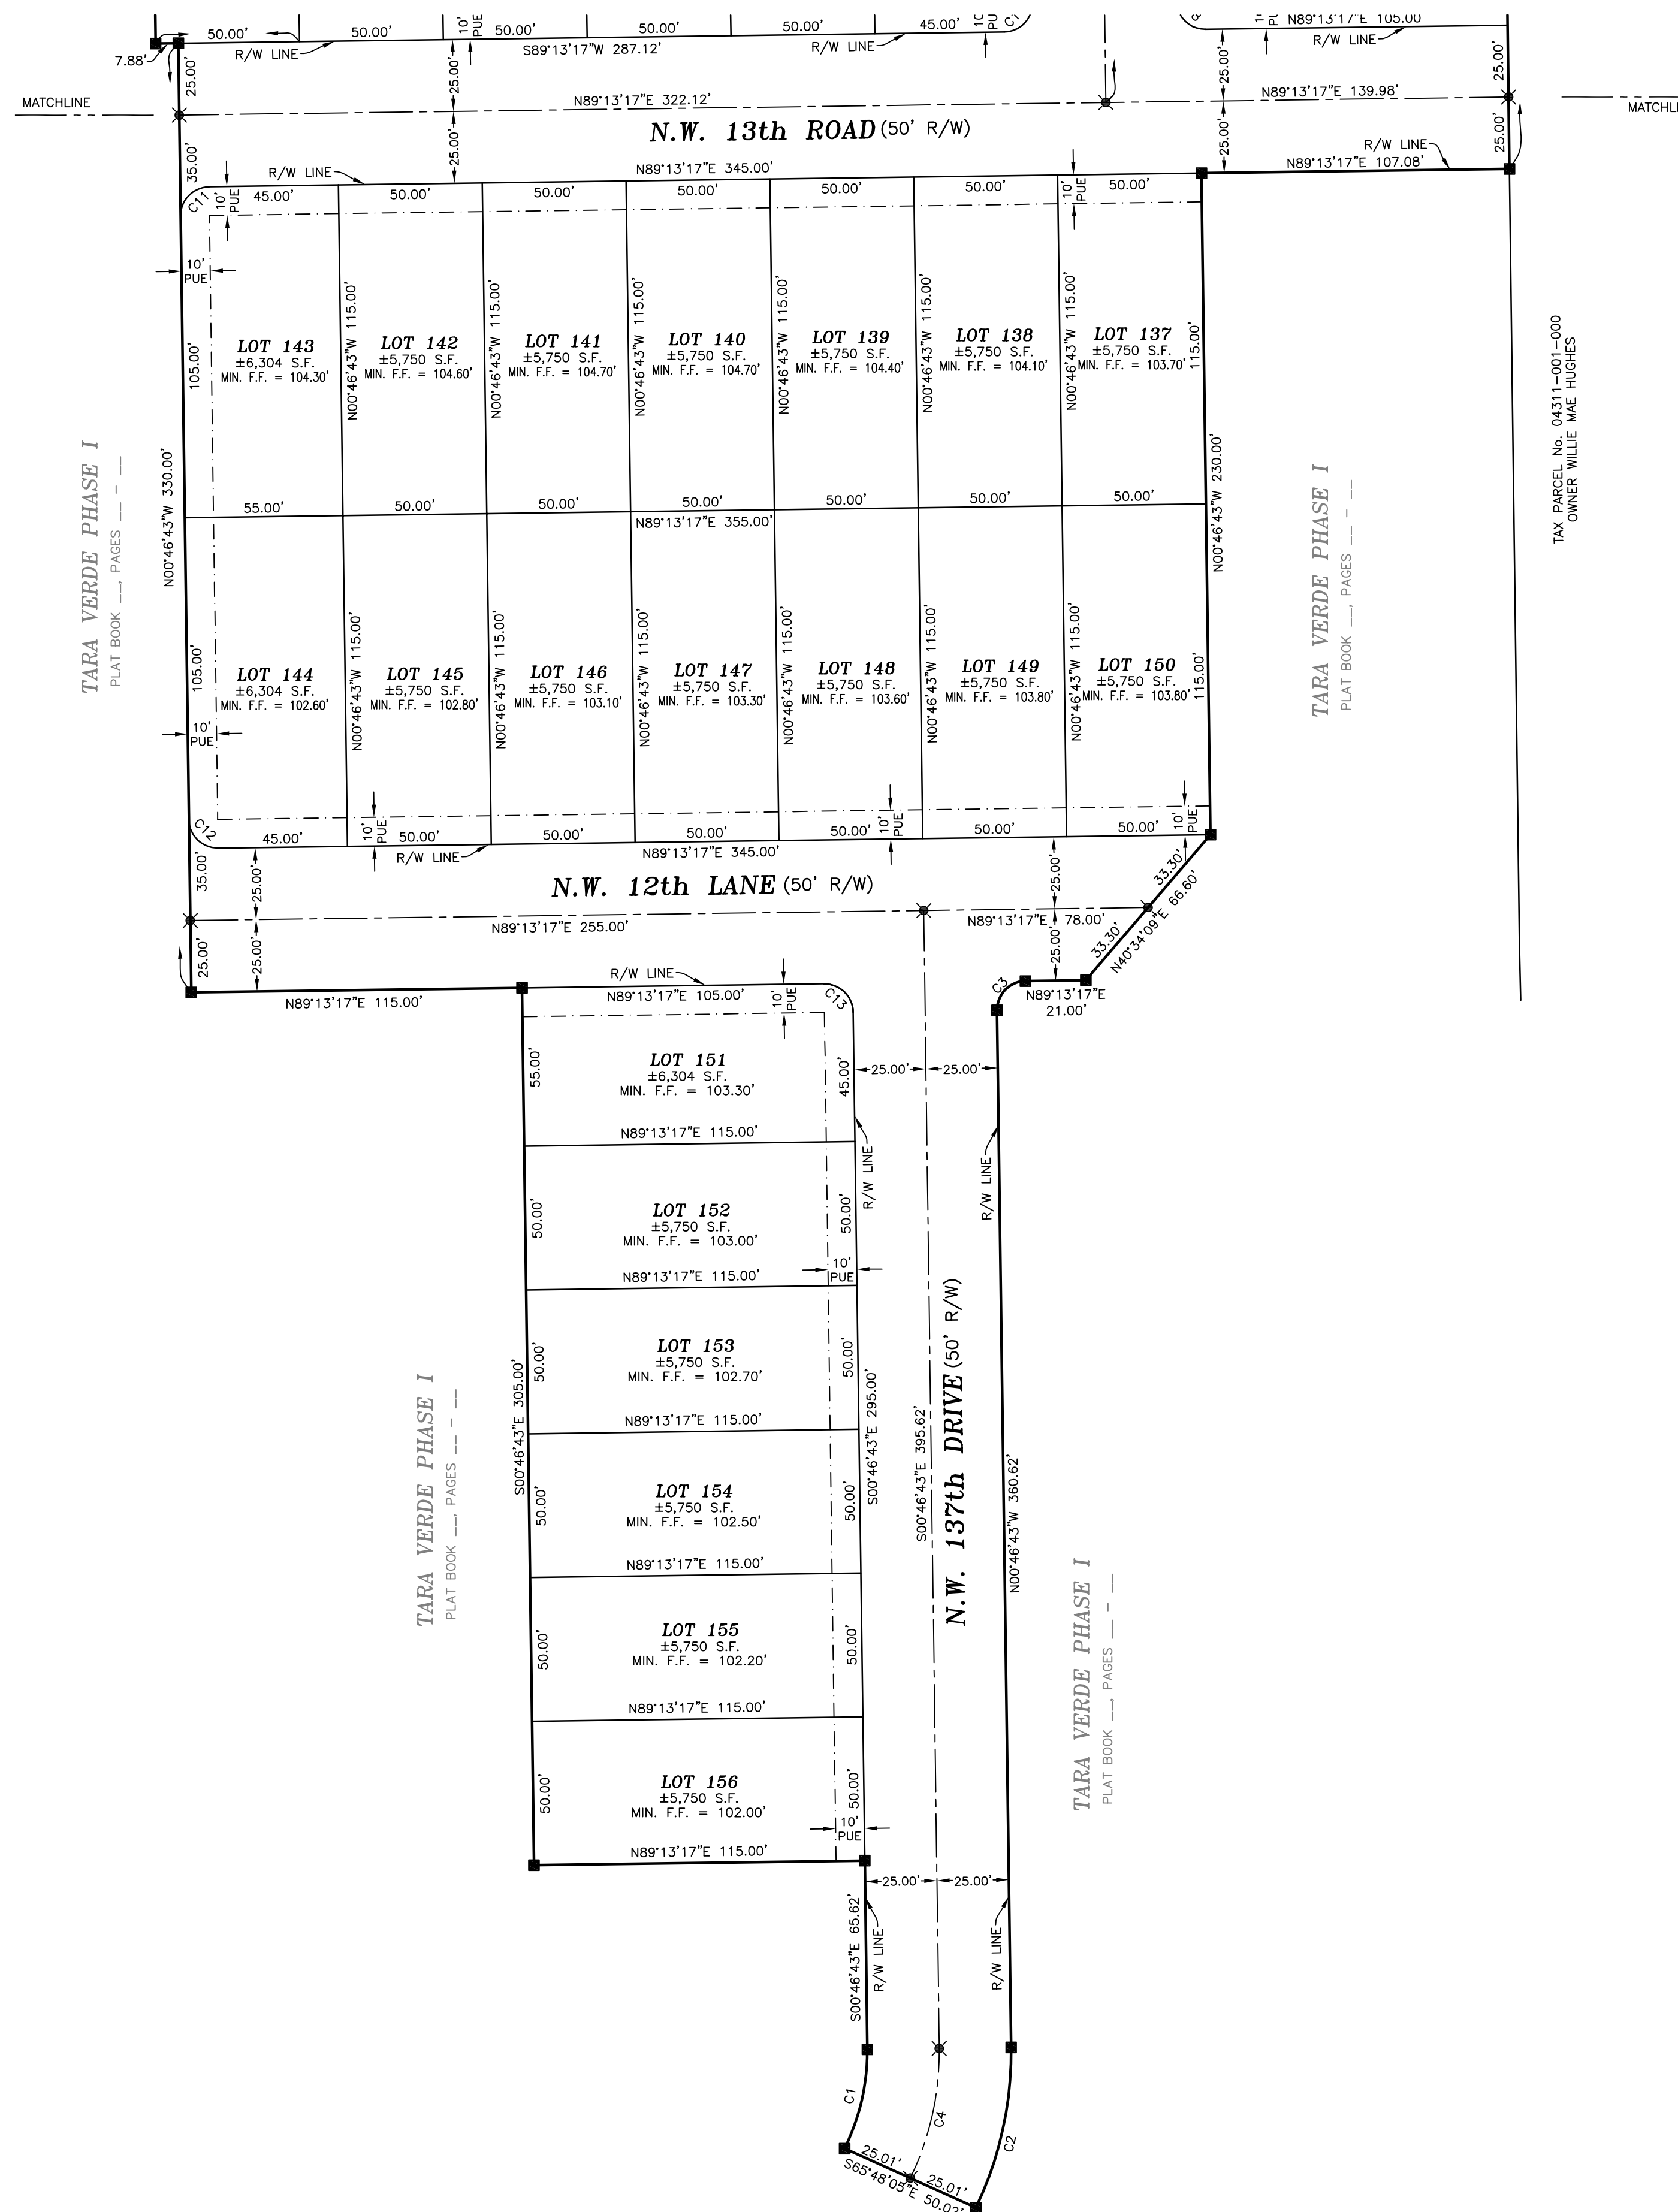 50.00' 50.00' 10' PUE 50.00' 50.00' 50.00' 45.00' 10'
N89°13'17"E 105.00'
7.88' R/W LINE S89°13'17"W 287.12' R/W LINE R/W LINE
25.00' 25.00' 25.00' 25.00'
MATCHLINE N89°13'17"E 322.12' N89°13'17"E 139.98'
N.W. 13th ROAD (50' R/W)
35.00' 25.00' 25.00' 25.00'
R/W LINE N89°13'17"E 345.00' R/W LINE
N89°13'17"E 107.08'
C11 10' PUE 45.00' 50.00' 50.00' 50.00' 50.00' 50.00' 10' PUE 50.00'
10'
PUE
N00°46'43"W 115.00' N00°46'43"W 115.00' N00°46'43"W 115.00' N00°46'43"W 115.00' N00°46'43"W 115.00' N00°46'43"W 115.00'
105.00' 115.00'
LOT 143
±6,304 S.F.
MIN. F.F. = 104.30'
LOT 142
±5,750 S.F.
MIN. F.F. = 104.60'
LOT 141
±5,750 S.F.
MIN. F.F. = 104.70'
LOT 140
±5,750 S.F.
MIN. F.F. = 104.70'
LOT 139
±5,750 S.F.
MIN. F.F. = 104.40'
LOT 138
±5,750 S.F.
MIN. F.F. = 104.10'
LOT 137
±5,750 S.F.
MIN. F.F. = 103.70'
TAX PARCEL No. 04311-001-000
OWNER WILLIE MAE HUGHES
TARA VERDE PHASE I
PLAT BOOK __, PAGES __ - __
N00°46'43"W 330.00'
N00°46'43"W 230.00'
TARA VERDE PHASE I
PLAT BOOK __, PAGES __ - __
55.00' 50.00' 50.00' 50.00' 50.00' 50.00' 50.00'
N89°13'17"E 355.00'
105.00' 115.00'
N00°46'43"W 115.00' N00°46'43"W 115.00' N00°46'43"W 115.00' N00°46'43"W 115.00' N00°46'43"W 115.00' N00°46'43"W 115.00'
LOT 144
±6,304 S.F.
MIN. F.F. = 102.60'
LOT 145
±5,750 S.F.
MIN. F.F. = 102.80'
LOT 146
±5,750 S.F.
MIN. F.F. = 103.10'
LOT 147
±5,750 S.F.
MIN. F.F. = 103.30'
LOT 148
±5,750 S.F.
MIN. F.F. = 103.60'
LOT 149
±5,750 S.F.
MIN. F.F. = 103.80'
LOT 150
±5,750 S.F.
MIN. F.F. = 103.80'
10'
PUE
C12 45.00' 10' PUE 50.00' 50.00' 50.00' 50.00' 10' PUE 50.00' 50.00' 10' PUE
R/W LINE N89°13'17"E 345.00'
35.00' 25.00' 25.00' 33.30'
N.W. 12th LANE (50' R/W)
N89°13'17"E 255.00' N89°13'17"E 78.00'
N40°34'09"E 66.60'
25.00' 25.00' 25.00' 33.30'
R/W LINE
N89°13'17"E 115.00' N89°13'17"E 105.00' 10' PUE C13 C3
N89°13'17"E
21.00'
55.00' 45.00'
LOT 151
±6,304 S.F.
MIN. F.F. = 103.30'
25.00' 25.00'
N89°13'17"E 115.00'
R/W LINE R/W LINE
50.00' 50.00'
LOT 152
±5,750 S.F.
MIN. F.F. = 103.00'
10'
PUE
N89°13'17"E 115.00'
50.00' 50.00'
LOT 153
±5,750 S.F.
MIN. F.F. = 102.70'
S00°46'43"E 305.00'
N89°13'17"E 115.00'
S00°46'43"E 295.00'
S00°46'43"E 395.62'
N.W. 137th DRIVE (50' R/W)
N00°46'43"W 360.62'
TARA VERDE PHASE I
PLAT BOOK __, PAGES __ - __
50.00' 50.00'
LOT 154
±5,750 S.F.
MIN. F.F. = 102.50'
N89°13'17"E 115.00'
50.00' 50.00'
LOT 155
±5,750 S.F.
MIN. F.F. = 102.20'
N89°13'17"E 115.00'
TARA VERDE PHASE I
PLAT BOOK __, PAGES __ - __
50.00' 50.00'
LOT 156
±5,750 S.F.
MIN. F.F. = 102.00'
10'
PUE
N89°13'17"E 115.00'
25.00' 25.00'
S00°46'43"E 65.62'
R/W LINE R/W LINE
C1 C4 C2
25.01' 25.01'
S65°48'05"E 50.02'